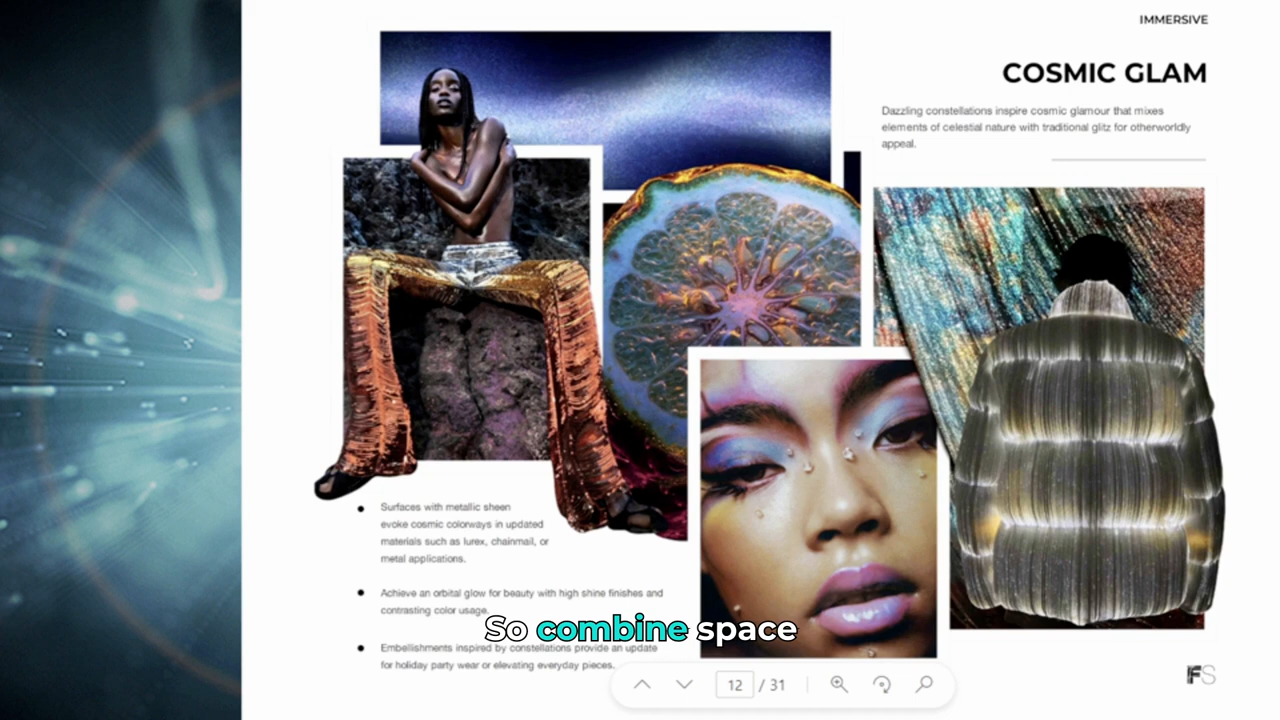 IMMERSIVE
COSMIC GLAM
Dazzling constellations inspire cosmic glamour that mixes
elements of celestial nature with traditional glitz for otherworldly
appeal.
Surfaces with metallic sheen
evoke cosmic colorways in updated
materials such as lurex, chainmail, or
metal applications.
Achieve an orbital glow for beauty with high shine finishes and
contrasting color usage.
So combine space
Embellishments inspired by constellations provide an update
for holiday party wear or elevating everyday pieces.
12 / 31
FS